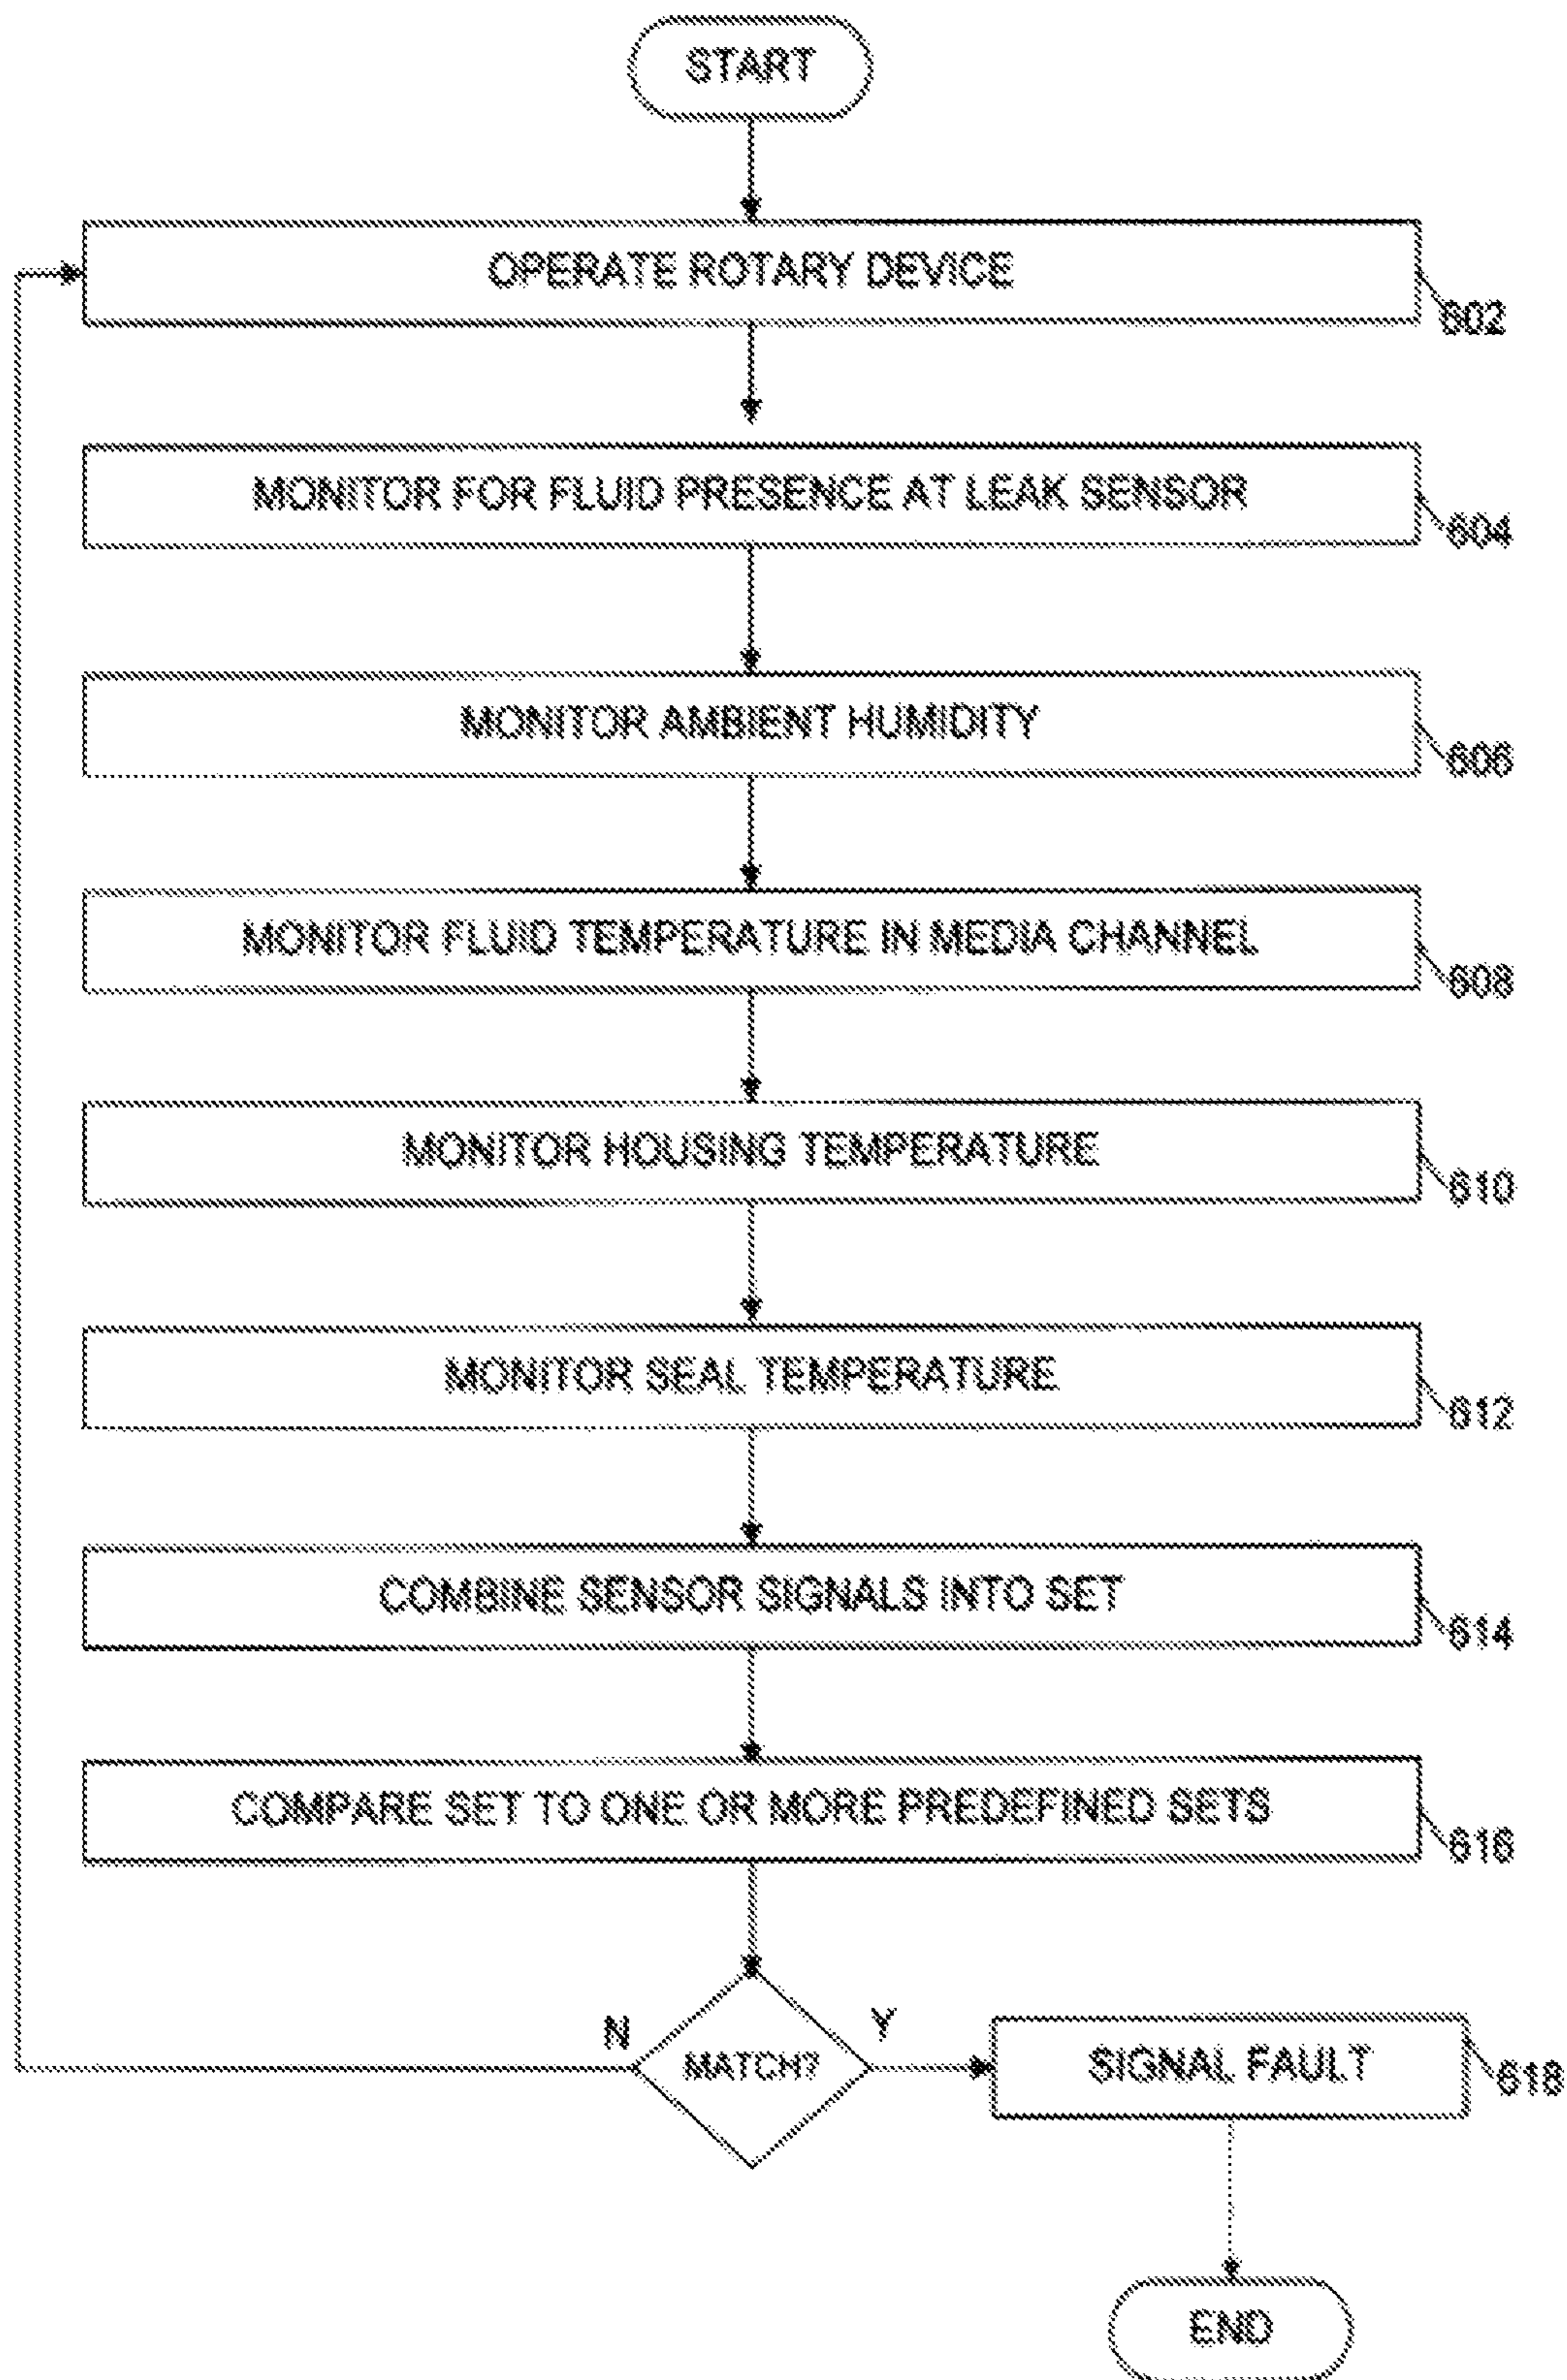 START
OPERATE ROTARY DEVICE
602
MONITOR FOR FLUID PRESENCE AT LEAK SENSOR
604
MONITOR AMBIENT HUMIDITY
606
MONITOR FLUID TEMPERATURE IN MEDIA CHANNEL
608
MONITOR HOUSING TEMPERATURE
610
MONITOR SEAL TEMPERATURE
612
COMBINE SENSOR SIGNALS INTO SET
614
COMPARE SET TO ONE OR MORE PREDEFINED SETS
616
N
MATCH?
Y
SIGNAL FAULT
618
END